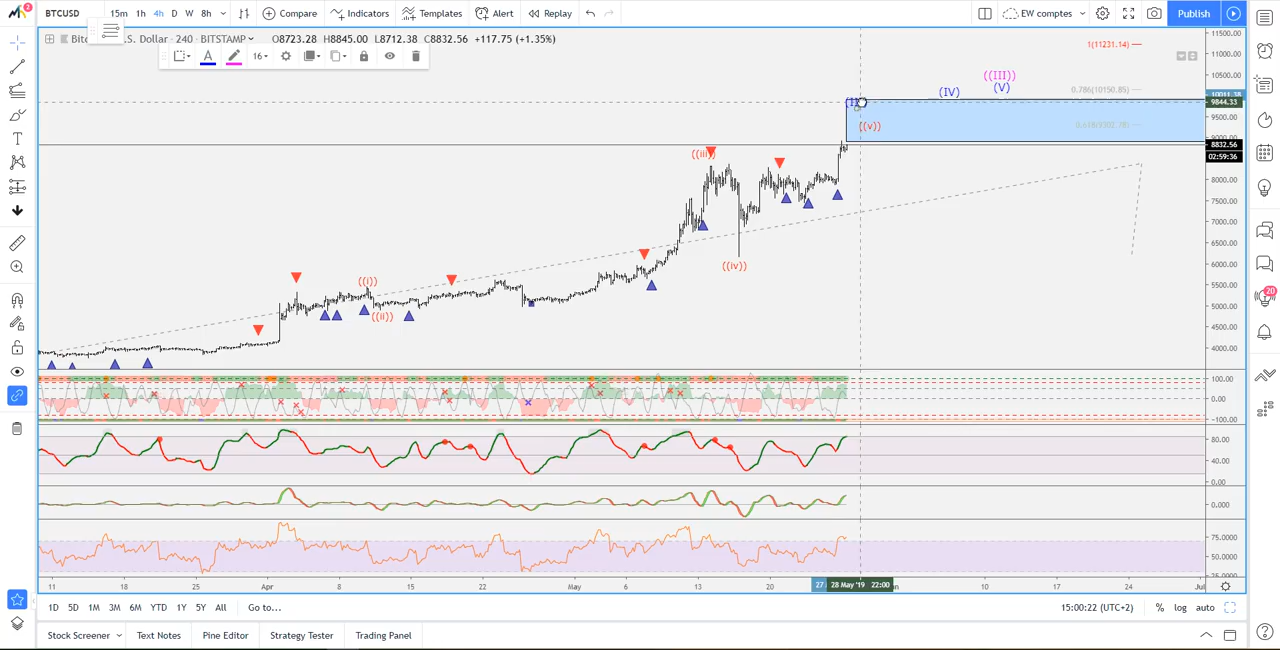 2
BTCUSD 15m 1h 4h D W 8h Compare Indicators Templates Alert Replay EW comptes Publish
S. Dollar · 240 · BITSTAMP O8723.28 H8845.00 L8712.38 C8832.56 +117.75 (+1.35%)
A 16
1(11231.14)
((III))
(IV) (V)
0.786(10150.85)
((v))
((iii))
((iv))
((i))
((ii))
11500.00
11000.00
10500.00
9844.33
9500.00
8832.56
02:59:36
8000.00
7500.00
7000.00
6500.00
6000.00
5500.00
5000.00
4500.00
4000.00
100.00
0.00
-100.00
80.00
40.00
0.00
0.000
75.0000
50.0000
11 18 25 Apr 8 15 22 May 6 13 20 27 28 May '19 22:00 10 17 24 Jul
1D 5D 1M 3M 6M YTD 1Y 5Y All Go to... 15:00:22 (UTC+2) % log auto
Stock Screener Text Notes Pine Editor Strategy Tester Trading Panel
20